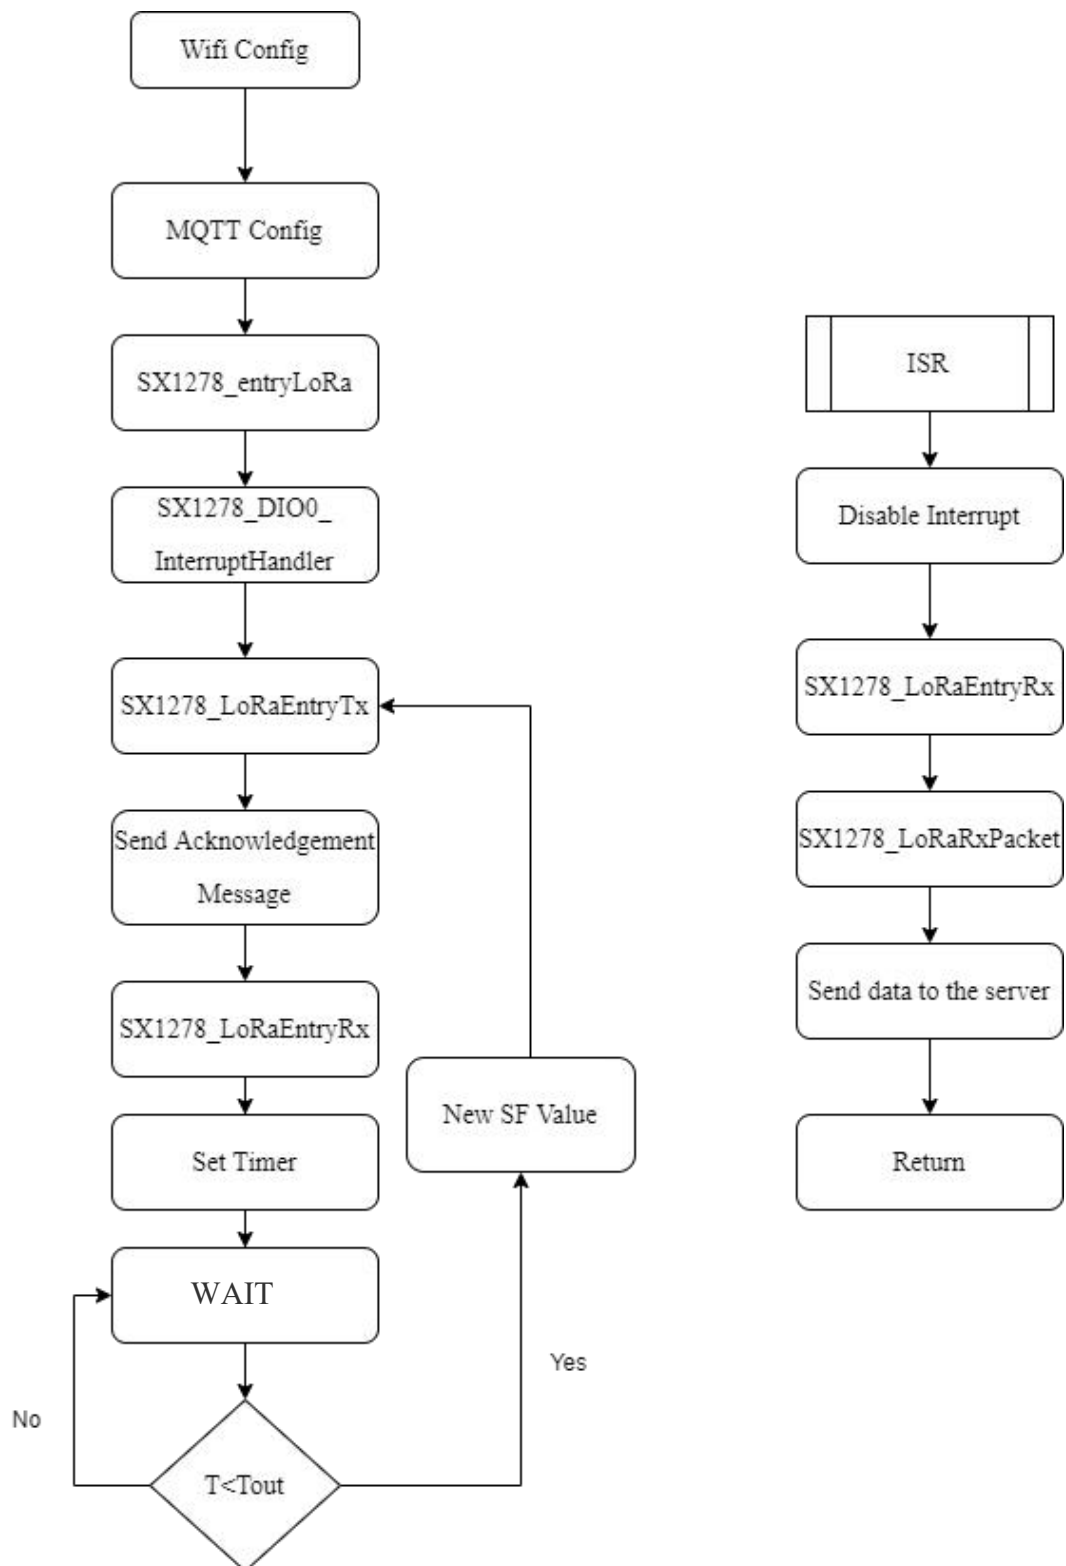 Wifi Config
MQTT Config
SX1278_entryLoRa
SX1278_DIO0_
InterruptHandler
SX1278_LoRaEntryTx
Send Acknowledgement
Message
SX1278_LoRaEntryRx
Set Timer
WAIT
T<Tout
No
Yes
New SF Value
ISR
Disable Interrupt
SX1278_LoRaEntryRx
SX1278_LoRaRxPacket
Send data to the server
Return